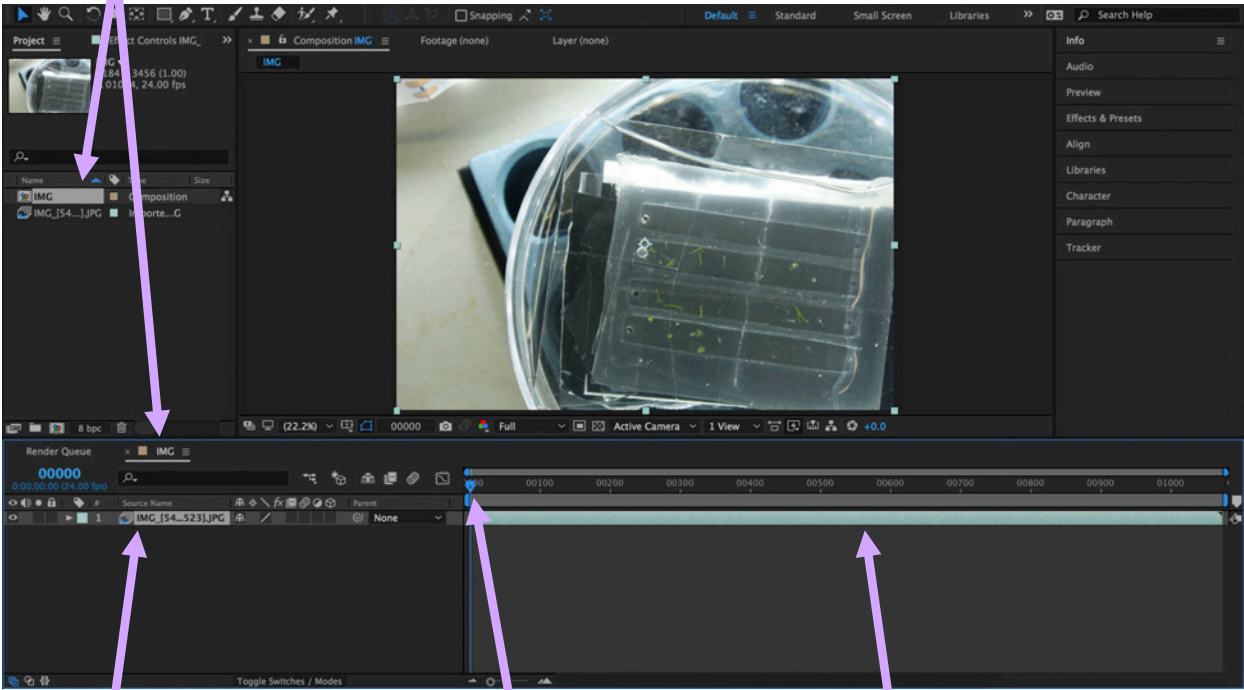 Snapping
Default
Standard
Small Screen
Libraries
Search Help
Project
Controls IMG_
Composition IMG
Footage (none)
Layer (none)
IMG
3456 (1.00)
24.00 fps
Name
Size
IMG
Composition
IMG_[54...].JPG
Importe...G
Info
Audio
Preview
Effects & Presets
Align
Libraries
Character
Paragraph
Tracker
8 bpc
(22.2%)
00000
Full
Active Camera
1 View
+0.0
Render Queue
IMG
00000
0:00:00:00 (24.00 fps)
00100
00200
00300
00400
00500
00600
00700
00800
00900
01000
#
Source Name
Parent
1
IMG_[54...523].JPG
None
Toggle Switches / Modes